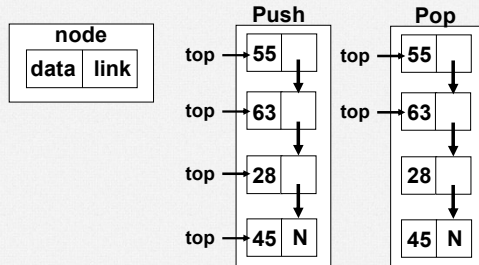 node
data link
Push
top 55
top 63
top 28
top 45 N
Pop
top 55
top 63
28
45 N